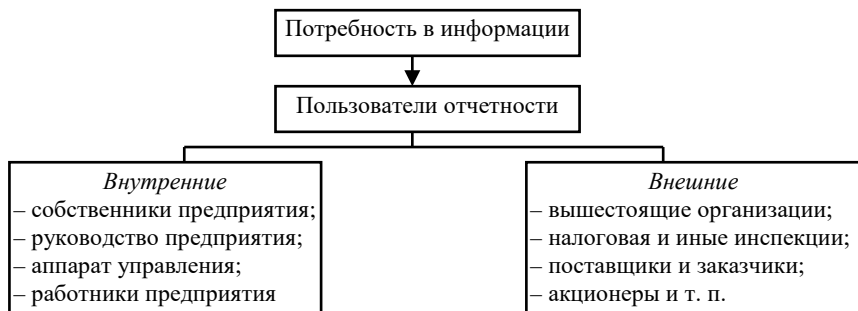 Потребность в информации
Пользователи отчетности
Внутренние
– собственники предприятия;
– руководство предприятия;
– аппарат управления;
– работники предприятия
Внешние
– вышестоящие организации;
– налоговая и иные инспекции;
– поставщики и заказчики;
– акционеры и т. п.